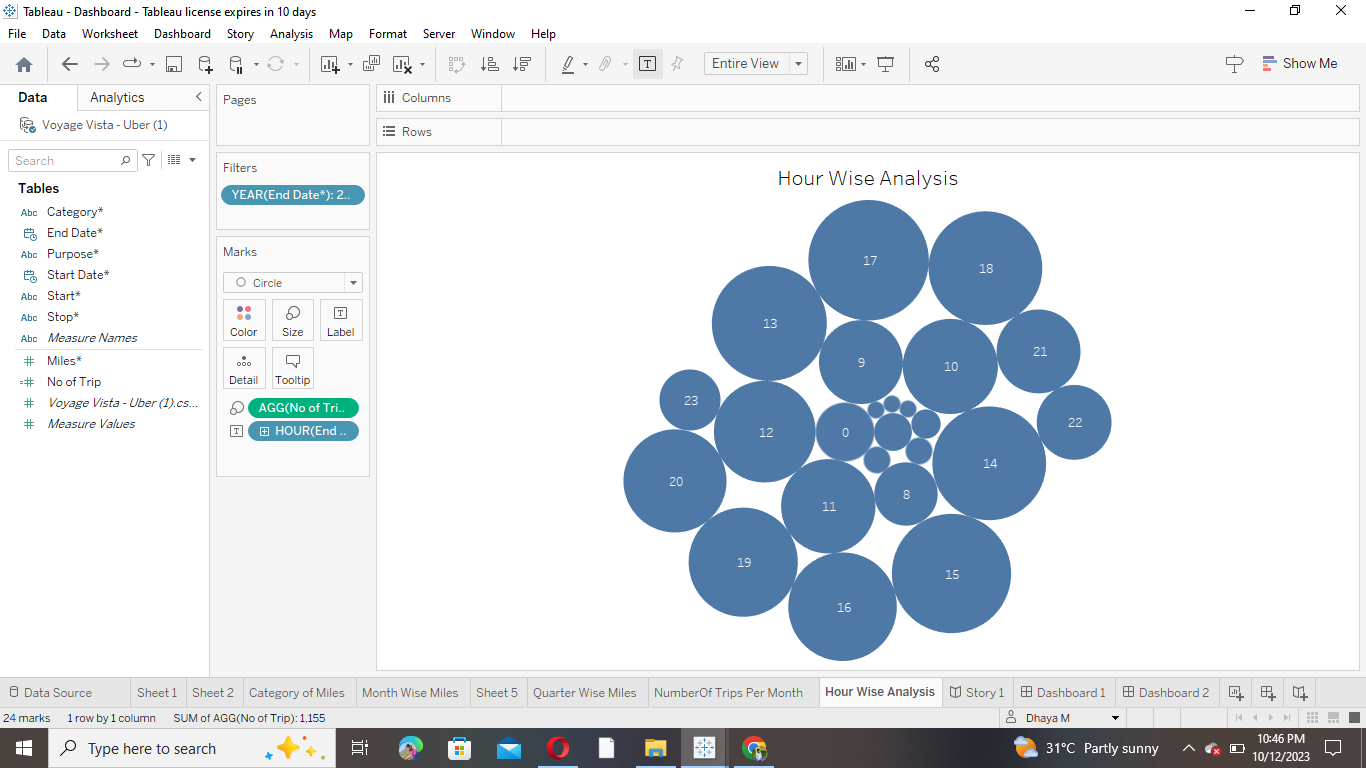 Tableau - Dashboard - Tableau license expires in 10 days
File Data Worksheet Dashboard Story Analysis Map Format Server Window Help
Entire View
Show Me
Data Analytics
Voyage Vista - Uber (1)
Search
Tables
Abc Category*
End Date*
Abc Purpose*
Start Date*
Abc Start*
Abc Stop*
Abc Measure Names
Miles*
No of Trip
Voyage Vista - Uber (1).cs...
Measure Values
Pages
Filters
YEAR(End Date*): 2..
Marks
Circle
Color Size Label
Detail Tooltip
AGG(No of Tri..
HOUR(End ..
Columns
Rows
Hour Wise Analysis
17
18
13
21
9
10
23
22
12
0
14
20
8
11
19
15
16
Data Source Sheet 1 Sheet 2 Category of Miles Month Wise Miles Sheet 5 Quarter Wise Miles NumberOf Trips Per Month Hour Wise Analysis Story 1 Dashboard 1 Dashboard 2
24 marks 1 row by 1 column SUM of AGG(No of Trip): 1,155 Dhaya M
Type here to search
31°C Partly sunny
10:46 PM
10/12/2023